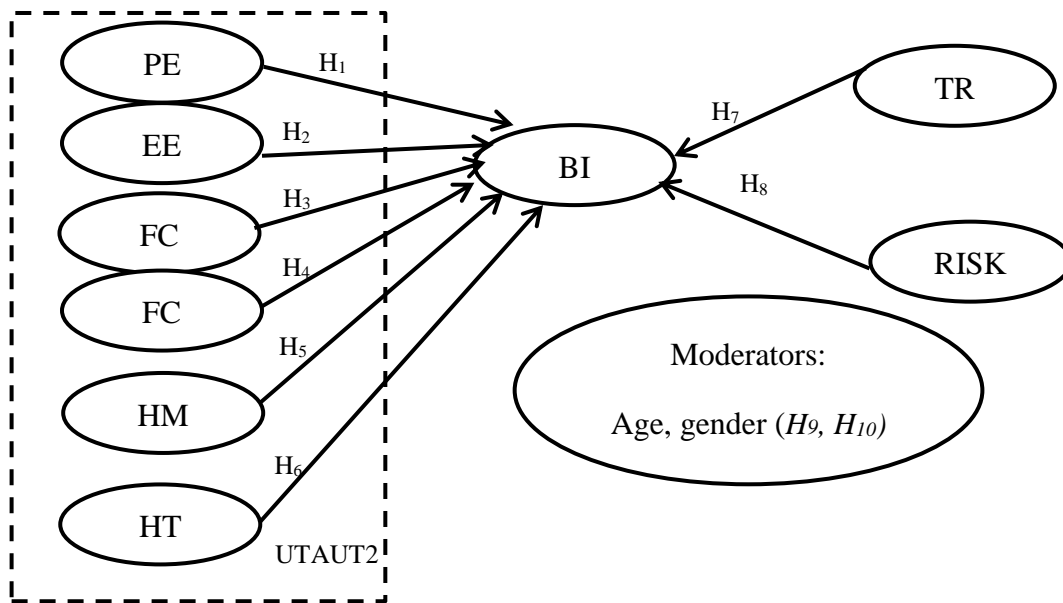 PE
H1
EE
H2
FC
H3
FC
H4
HM
H5
HT
H6
UTAUT2
BI
TR
H7
RISK
H8
Moderators:
Age, gender (H9, H10)